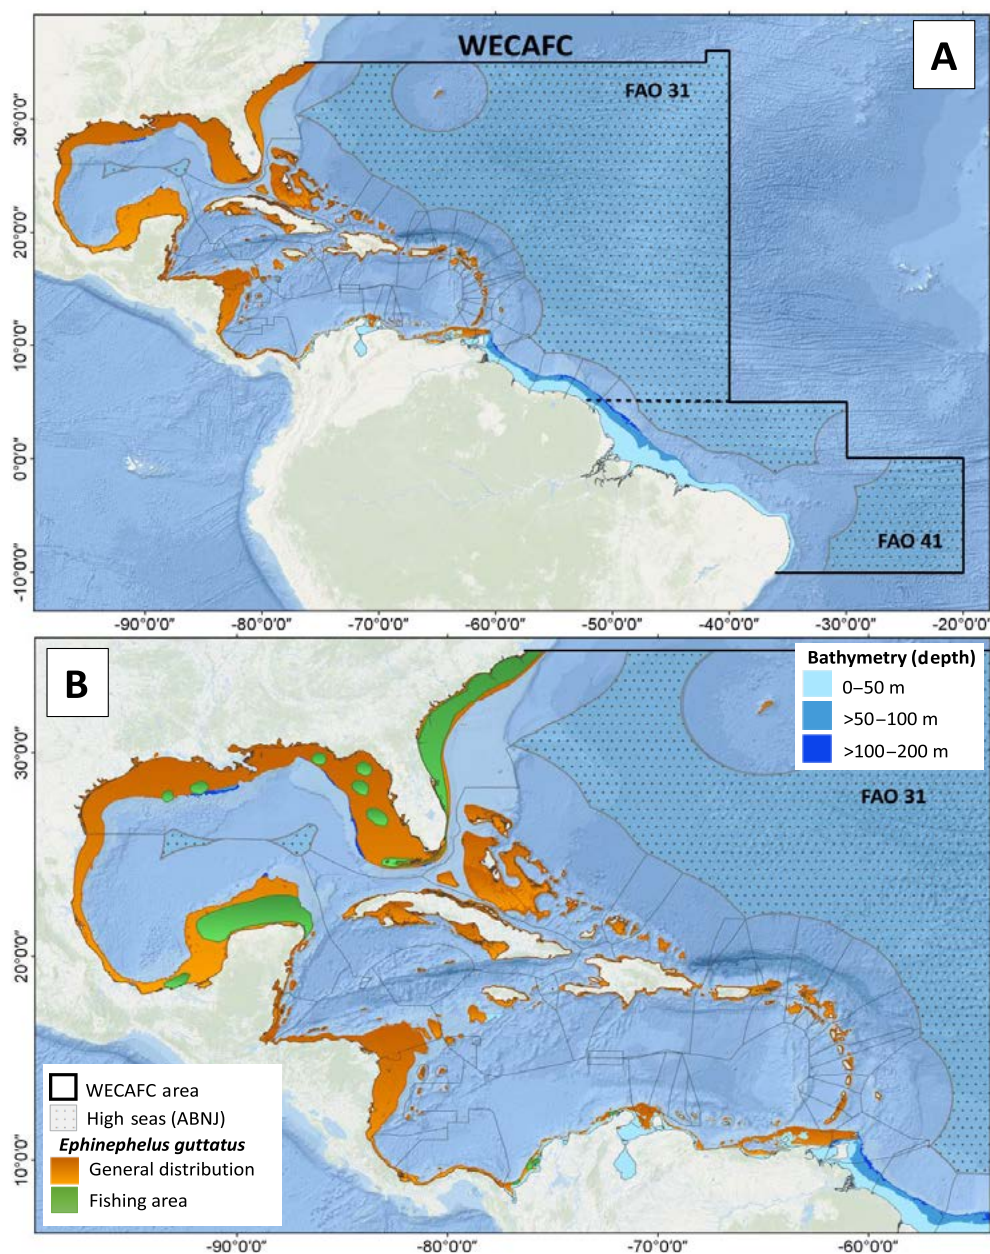 WECAFC
A
FAO 31
30°0'0"
20°0'0"
10°0'0"
0°0'0"
-10°0'0"
FAO 41
-90°0'0"
-80°0'0"
-70°0'0"
-60°0'0"
-50°0'0"
-40°0'0"
-30°0'0"
-20°0'0"
B
Bathymetry (depth)
0–50 m
>50–100 m
>100–200 m
FAO 31
30°0'0"
20°0'0"
10°0'0"
WECAFC area
High seas (ABNJ)
Ephinephelus guttatus
General distribution
Fishing area
-90°0'0"
-80°0'0"
-70°0'0"
-60°0'0"